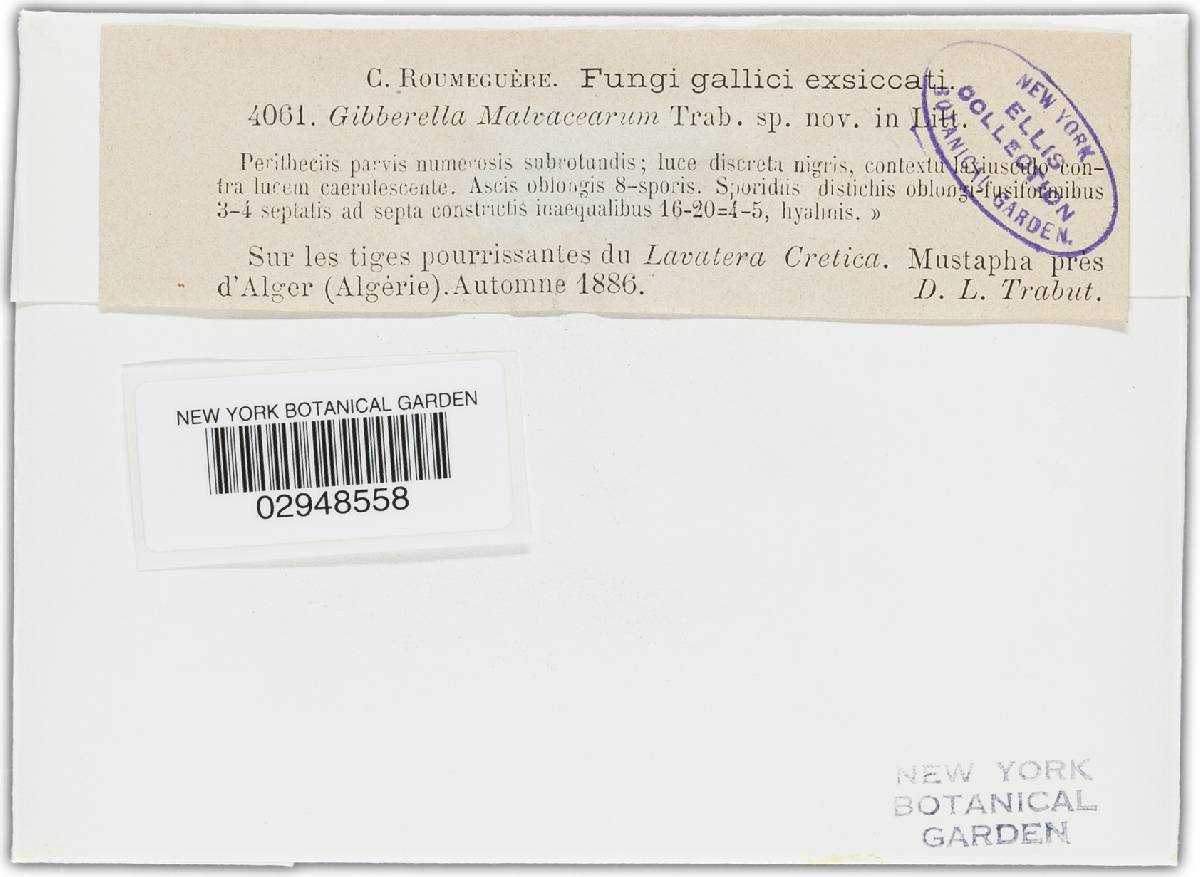 C. ROUMEGUÈRE. Fungi gallici exsiccati.
4061. Gibberella Malvacearum Trab. sp. nov. in Litt.
Peritheciis parvis numerosis subrotundis; luce discreta nigris, contextu laxiusculo con-
tra lucem caerulescente. Ascis oblongis 8-sporis. Sporidiis distichis oblongi-fusiformibus
3-4 septatis ad septa constrictis inaequalibus 16-20=4-5, hyalinis. »
Sur les tiges pourrissantes du Lavatera Cretica. Mustapha près
d'Alger (Algérie). Automne 1886. D. L. Trabut.
NEW YORK
ELLIS
COLLECTION
BOTANICAL GARDEN.
NEW YORK BOTANICAL GARDEN
02948558
NEW YORK
BOTANICAL
GARDEN